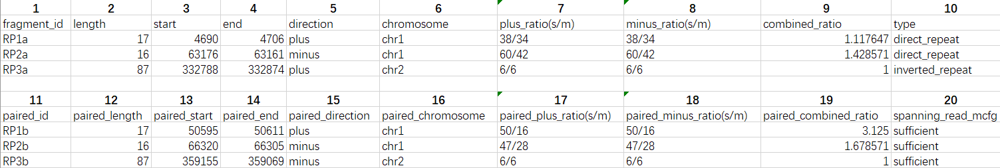 1 2 3 4 5 6 7 8 9 10
fragment_id length start end direction chromosome plus_ratio(s/m) minus_ratio(s/m) combined_ratio type
RP1a 17 4690 4706 plus chr1 38/34 38/34 1.117647 direct_repeat
RP2a 16 63176 63161 minus chr1 60/42 60/42 1.428571 direct_repeat
RP3a 87 332788 332874 plus chr2 6/6 6/6 1 inverted_repeat
11 12 13 14 15 16 17 18 19 20
paired_id paired_length paired_start paired_end paired_direction paired_chromosome paired_plus_ratio(s/m) paired_minus_ratio(s/m) paired_combined_ratio spanning_read_mcfg
RP1b 17 50595 50611 plus chr1 50/16 50/16 3.125 sufficient
RP2b 16 66320 66305 minus chr1 47/28 47/28 1.678571 sufficient
RP3b 87 359155 359069 minus chr2 6/6 6/6 1 sufficient